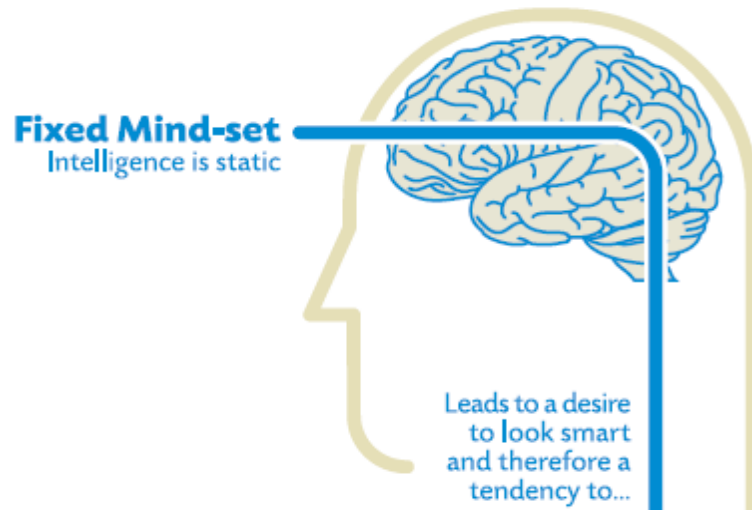 Fixed Mind-set
Intelligence is static
Leads to a desire
to look smart
and therefore a
tendency to...